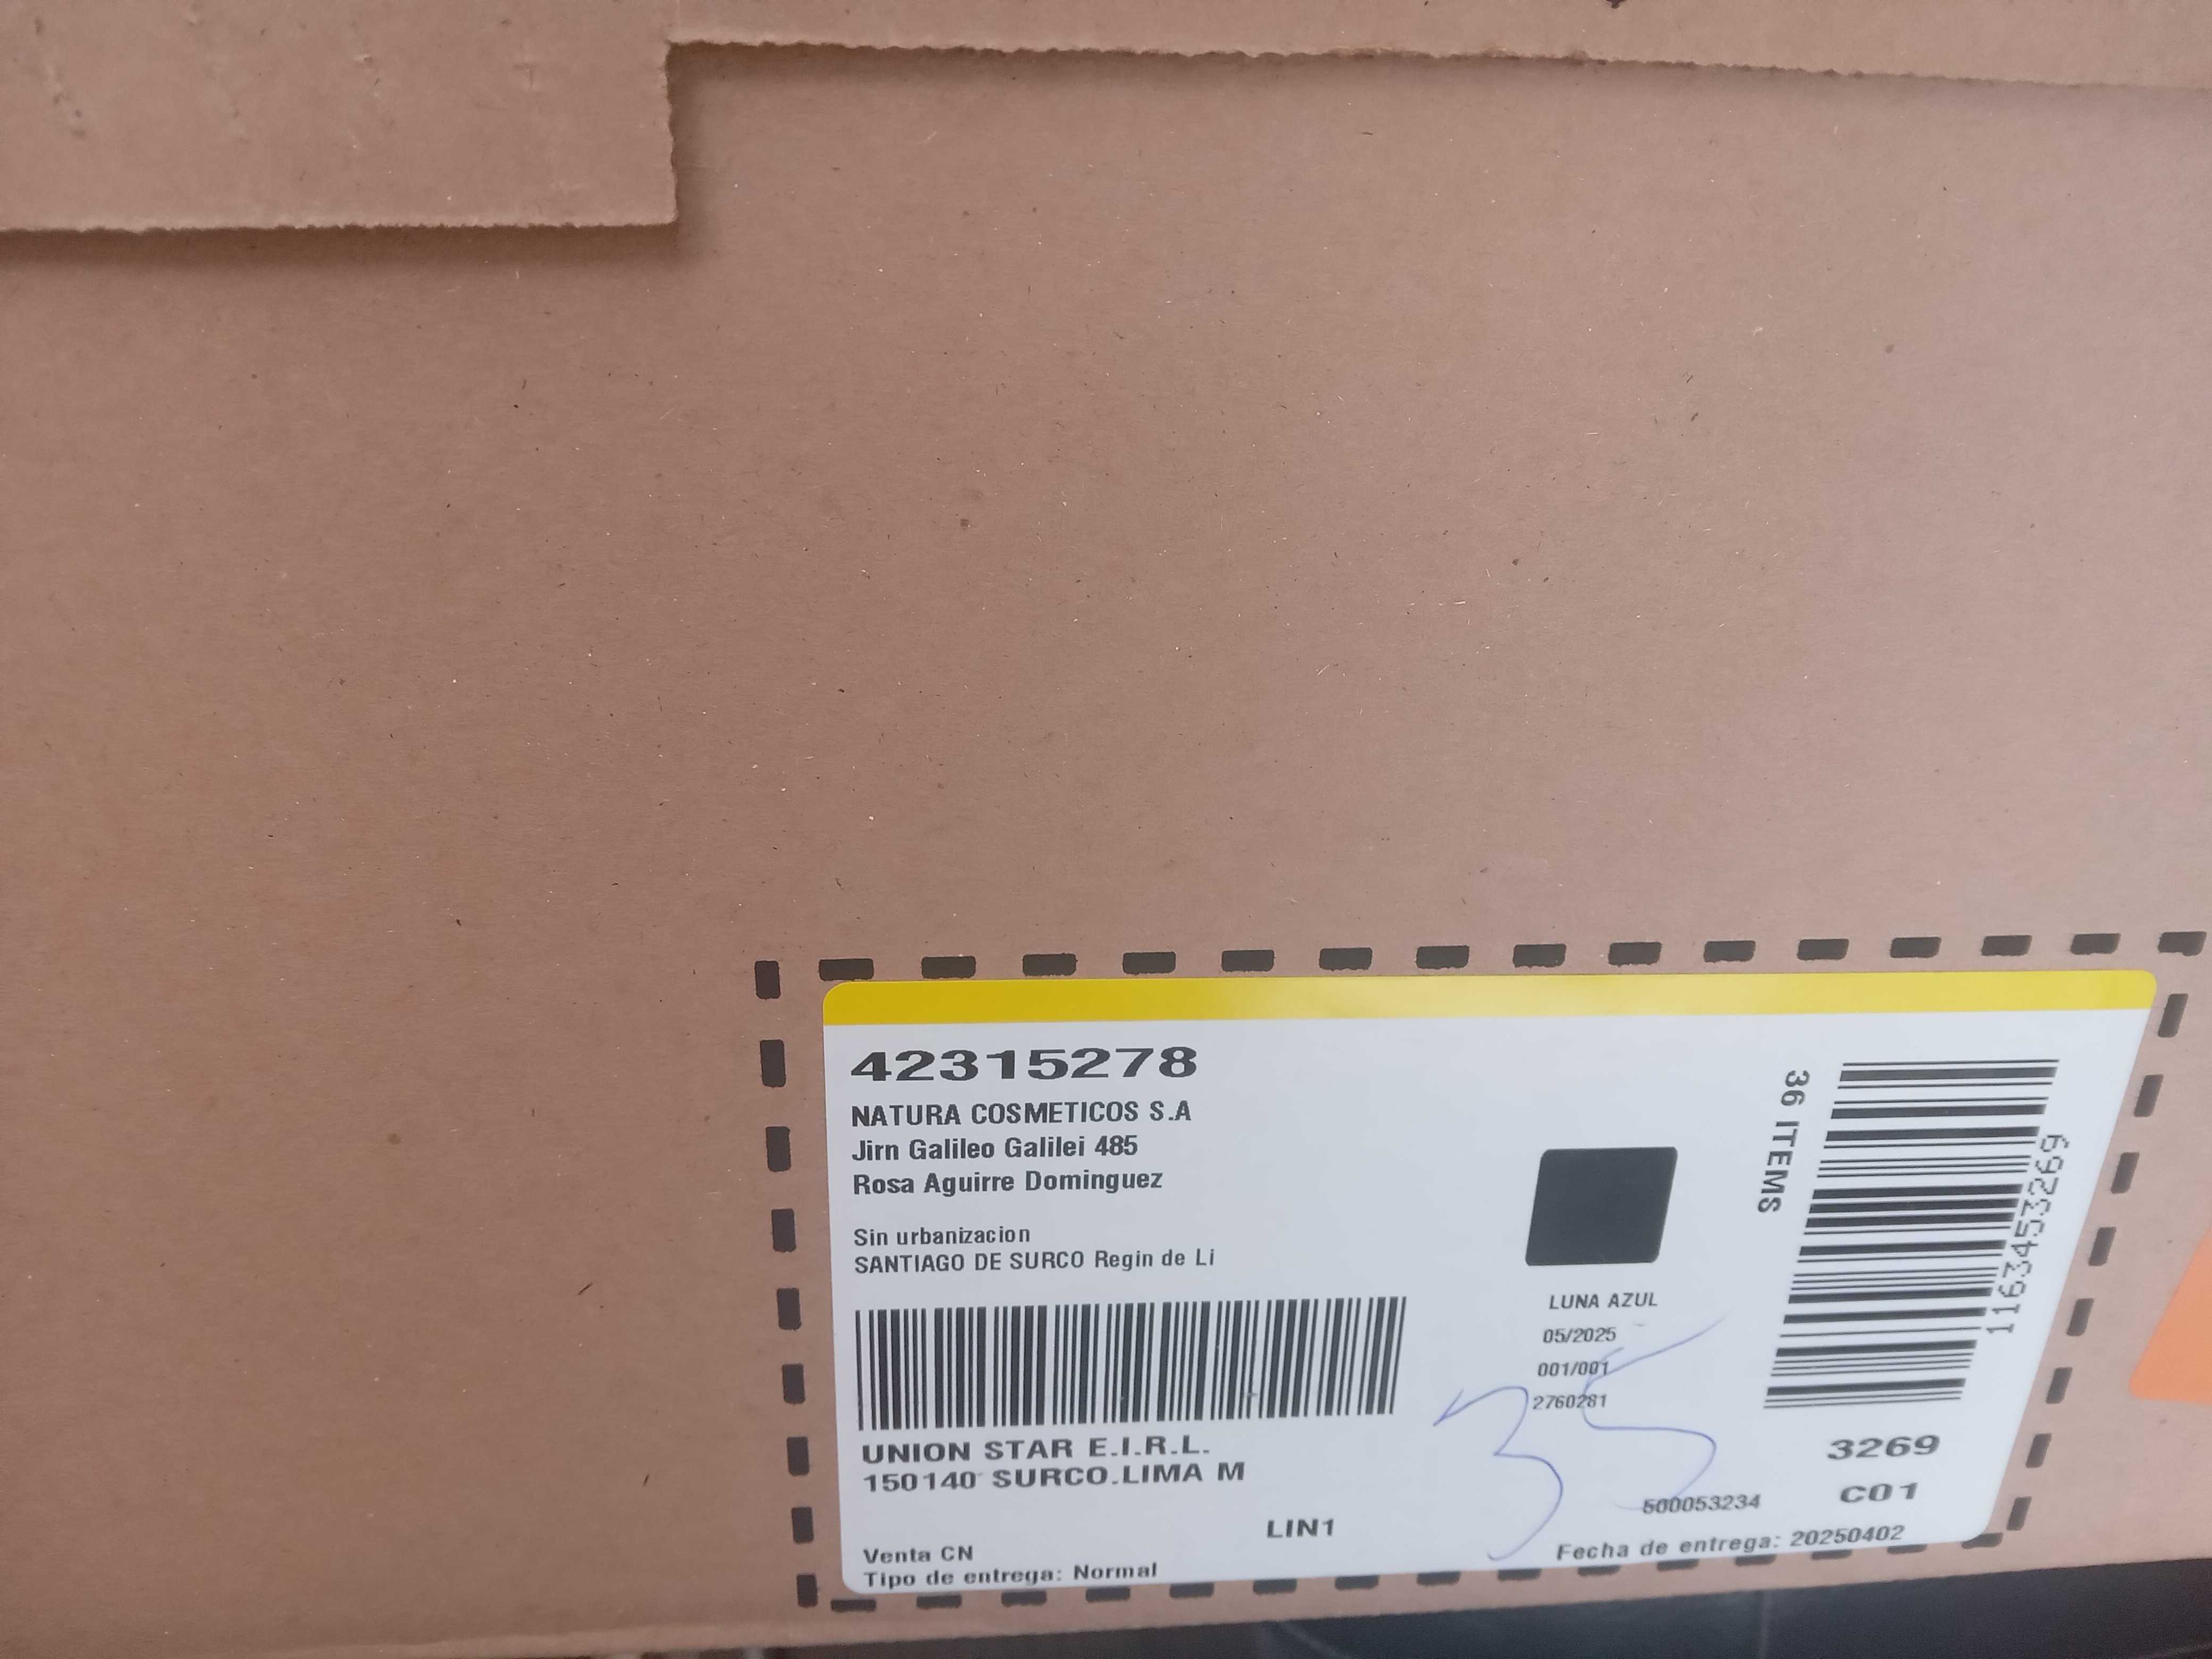 42315278
NATURA COSMETICOS S.A
Jirn Galileo Galilei 485
Rosa Aguirre Dominguez
Sin urbanizacion
SANTIAGO DE SURCO Regin de Li
UNION STAR E.I.R.L.
150140 SURCO.LIMA M
LIN1
Venta CN
Tipo de entrega: Normal
LUNA AZUL
05/2025
001/001
2760281
35
500053234
Fecha de entrega: 20250402
36 ITEMS
1163453269
3269
C01